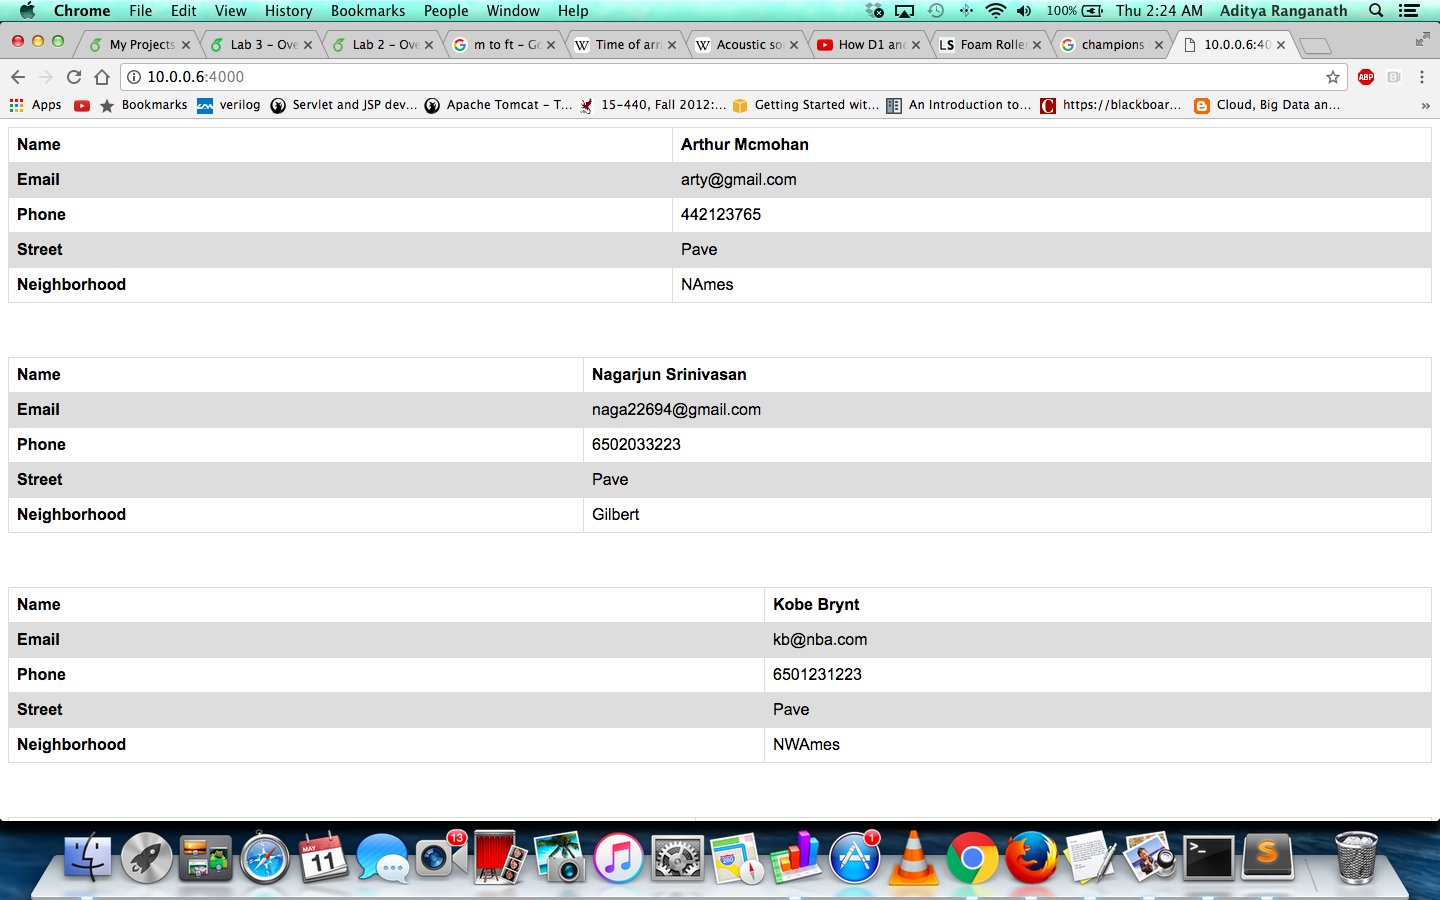 Chrome File Edit View History Bookmarks People Window Help 100% Thu 2:24 AM Aditya Ranganath
My Projects Lab 3 – Ove Lab 2 – Ove m to ft – Go Time of arri Acoustic so How D1 and LS Foam Roller champions 10.0.0.6:40
10.0.0.6:4000 ABP B
Apps Bookmarks verilog Servlet and JSP dev... Apache Tomcat – T... 15-440, Fall 2012:... Getting Started wit... An Introduction to... C https://blackboar... Cloud, Big Data an... »
Name Arthur Mcmohan
Email arty@gmail.com
Phone 442123765
Street Pave
Neighborhood NAmes
Name Nagarjun Srinivasan
Email naga22694@gmail.com
Phone 6502033223
Street Pave
Neighborhood Gilbert
Name Kobe Brynt
Email kb@nba.com
Phone 6501231223
Street Pave
Neighborhood NWAmes
MAY 11 13 280 1 >_ S